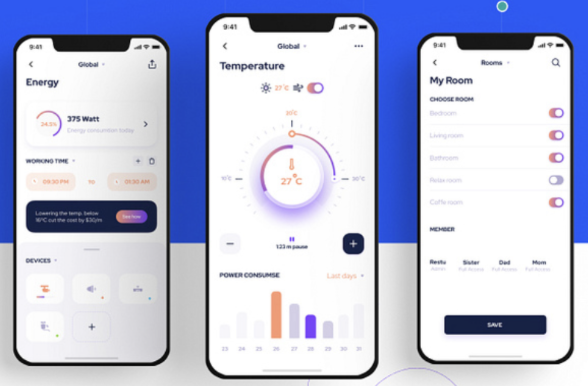 9:41
Global
Energy
24.5%
375 Watt
Energy consumtion today
WORKING TIME
09:30 PM
to
01:30 AM
Lowering the temp. below
16°C cut the cost by $30/m
See how
DEVICES
9:41
Global
Temperature
27°C
20°C
10°C
30°C
27°C
1:23 m pause
POWER CONSUMSE
Last days
23 24 25 26 27 28 29 30 31
9:41
Rooms
My Room
CHOOSE ROOM
Bedroom
Living room
Bathroom
Relax room
Coffe room
MEMBER
Restu Sister Dad Mom
Admin Full Access Full Access Full Access
SAVE